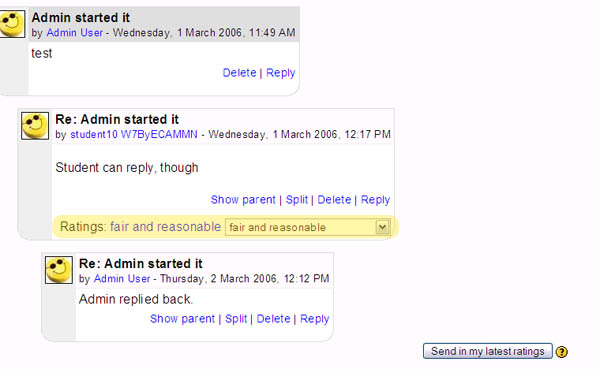 Admin started it
by Admin User - Wednesday, 1 March 2006, 11:49 AM
test
Delete | Reply
Re: Admin started it
by student10 W7ByECAMMN - Wednesday, 1 March 2006, 12:17 PM
Student can reply, though
Show parent | Split | Delete | Reply
Ratings: fair and reasonable fair and reasonable
Re: Admin started it
by Admin User - Thursday, 2 March 2006, 12:12 PM
Admin replied back.
Show parent | Split | Delete | Reply
Send in my latest ratings ?